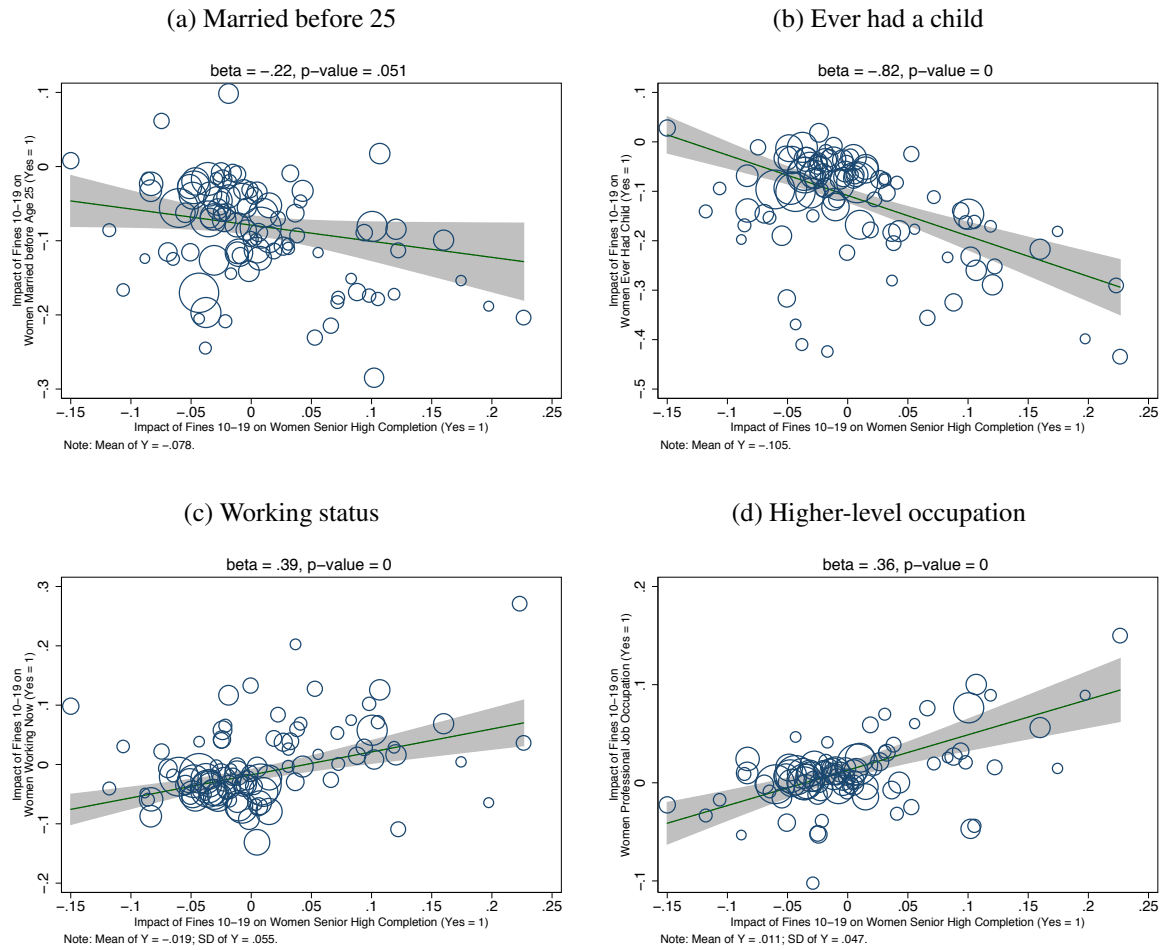 (a) Married before 25
beta = −.22, p−value = .051
Impact of Fines 10−19 on
Women Married before Age 25 (Yes = 1)
.1
0
−.1
−.2
−.3
−.15 −.1 −.05 0 .05 .1 .15 .2 .25
Impact of Fines 10−19 on Women Senior High Completion (Yes = 1)
Note: Mean of Y = −.078.
(b) Ever had a child
beta = −.82, p−value = 0
Impact of Fines 10−19 on
Women Ever Had Child (Yes = 1)
.1
0
−.1
−.2
−.3
−.4
−.5
−.15 −.1 −.05 0 .05 .1 .15 .2 .25
Impact of Fines 10−19 on Women Senior High Completion (Yes = 1)
Note: Mean of Y = −.105.
(c) Working status
beta = .39, p−value = 0
Impact of Fines 10−19 on
Women Working Now (Yes = 1)
.3
.2
.1
0
−.1
−.2
−.15 −.1 −.05 0 .05 .1 .15 .2 .25
Impact of Fines 10−19 on Women Senior High Completion (Yes = 1)
Note: Mean of Y = −.019; SD of Y = .055.
(d) Higher-level occupation
beta = .36, p−value = 0
Impact of Fines 10−19 on
Women Professional Job Occupation (Yes = 1)
.2
.1
0
−.1
−.15 −.1 −.05 0 .05 .1 .15 .2 .25
Impact of Fines 10−19 on Women Senior High Completion (Yes = 1)
Note: Mean of Y = .011; SD of Y = .047.